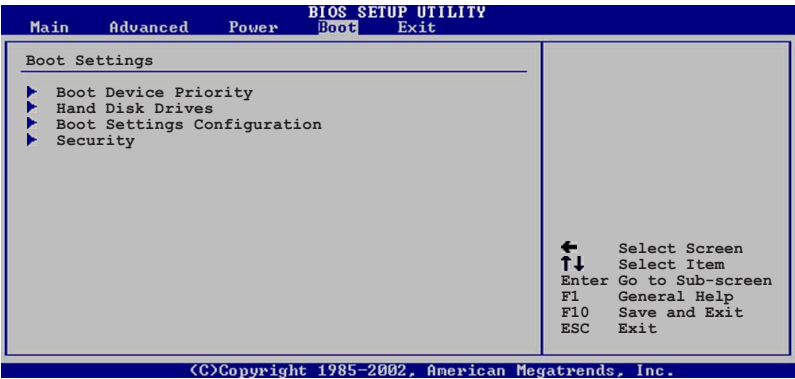 BIOS SETUP UTILITY
Main Advanced Power Boot Exit
Boot Settings
Boot Device Priority
Hand Disk Drives
Boot Settings Configuration
Security
← Select Screen
↑↓ Select Item
Enter Go to Sub-screen
F1 General Help
F10 Save and Exit
ESC Exit
(C)Copyright 1985-2002, American Megatrends, Inc.